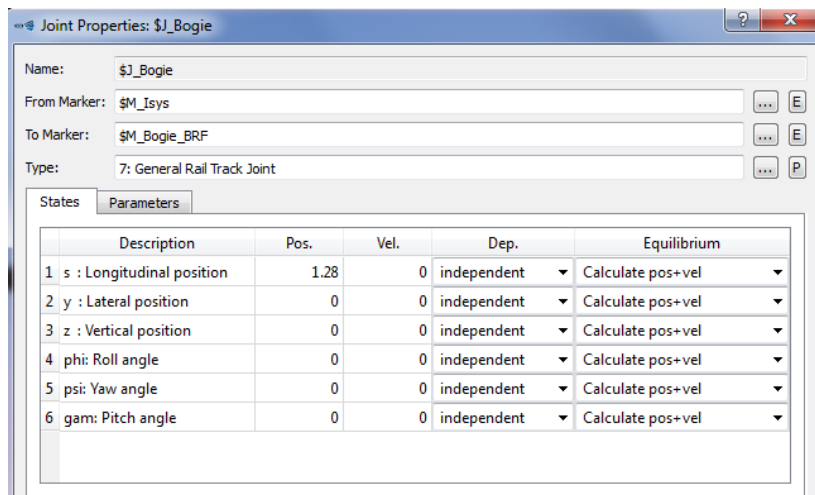 Joint Properties: $J_Bogie
?
X
Name: $J_Bogie
From Marker: $M_Isys ... E
To Marker: $M_Bogie_BRF ... E
Type: 7: General Rail Track Joint ... P
States Parameters
Description Pos. Vel. Dep. Equilibrium
1 s : Longitudinal position 1.28 0 independent Calculate pos+vel
2 y : Lateral position 0 0 independent Calculate pos+vel
3 z : Vertical position 0 0 independent Calculate pos+vel
4 phi: Roll angle 0 0 independent Calculate pos+vel
5 psi: Yaw angle 0 0 independent Calculate pos+vel
6 gam: Pitch angle 0 0 independent Calculate pos+vel